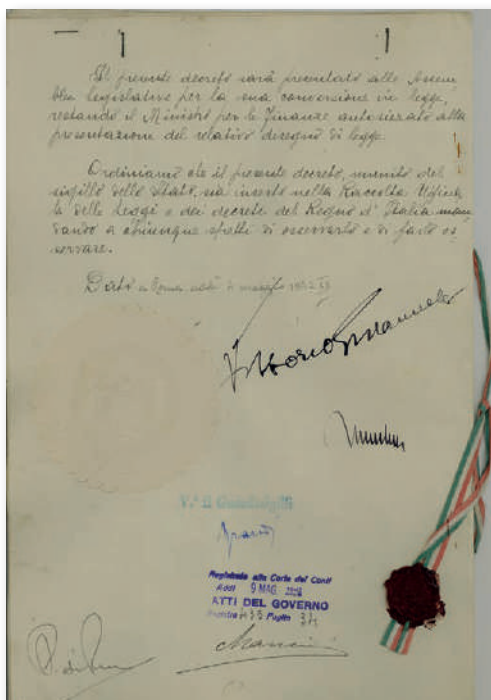 Il presente decreto sarà presentato alle Assem
blee legislative per la sua conversione in legge,
restando il Ministro per le Finanze autorizzato alla
presentazione del relativo disegno di legge.
Ordiniamo che il presente decreto, munito del
sigillo dello Stato, sia inserto nella Raccolta Ufficia
le delle leggi e dei decreti del Regno d'Italia man
dando a chiunque spetti di osservarlo e di farlo os
servare.
Dato a Roma, addì
Vittorio Emanuele
V.° Il Guardasigilli
Registrato alla Corte dei Conti
Addì 9 MAG.
ATTI DEL GOVERNO
Foglio
Mancini